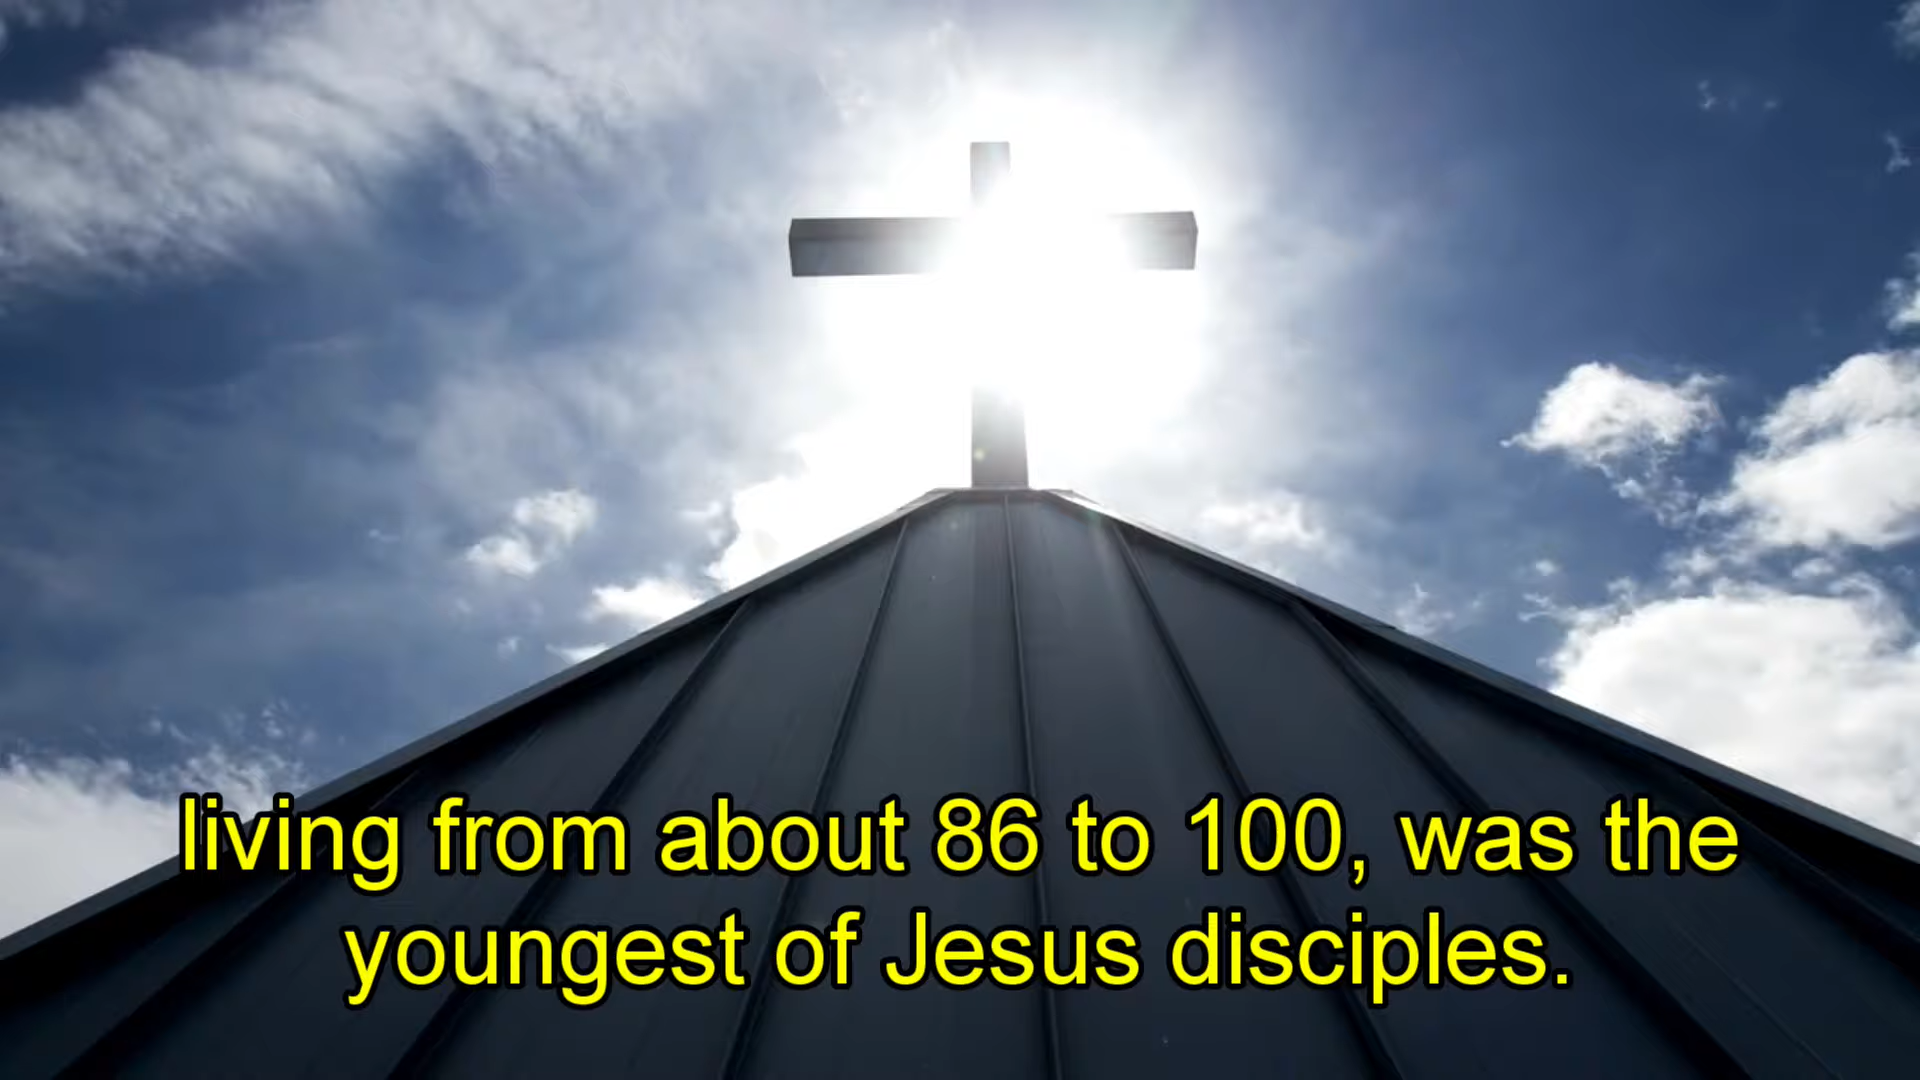 living from about 86 to 100, was the
youngest of Jesus disciples.